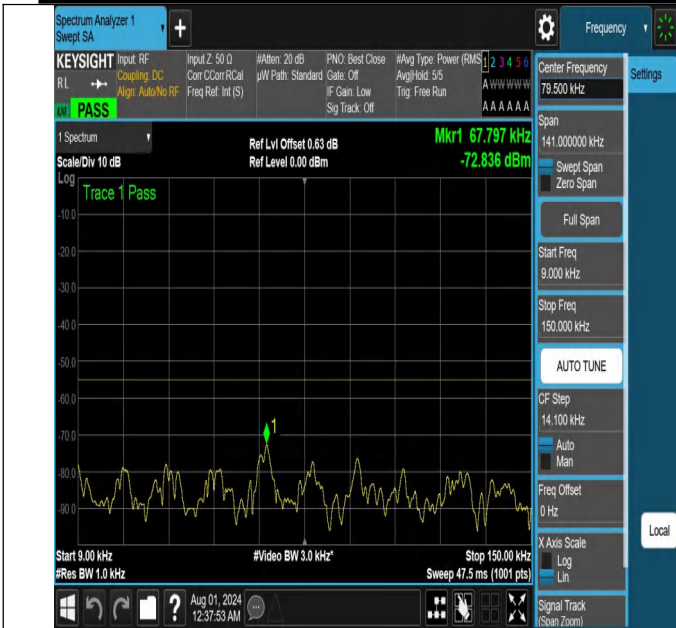 Spectrum Analyzer 1
Swept SA
+
Frequency
KEYSIGHT
RL
PASS
Input: RF
Coupling: DC
Align: Auto/No RF
Input Z: 50 Ω
Corr CCorr RCal
Freq Ref: Int (S)
#Atten: 20 dB
µW Path: Standard
PNO: Best Close
Gate: Off
IF Gain: Low
Sig Track: Off
#Avg Type: Power (RMS
Avg|Hold: 5/5
Trig: Free Run
1 2 3 4 5 6
A W W W W W
A A A A A A
1 Spectrum
Scale/Div 10 dB
Log
Ref Lvl Offset 0.63 dB
Ref Level 0.00 dBm
Mkr1 67.797 kHz
-72.836 dBm
Trace 1 Pass
-10.0
-20.0
-30.0
-40.0
-50.0
-60.0
-70.0
-80.0
-90.0
1
Start 9.00 kHz
#Res BW 1.0 kHz
#Video BW 3.0 kHz*
Stop 150.00 kHz
Sweep 47.5 ms (1001 pts)
?
Aug 01, 2024
12:37:53 AM
Center Frequency
79.500 kHz
Span
141.000000 kHz
Swept Span
Zero Span
Full Span
Start Freq
9.000 kHz
Stop Freq
150.000 kHz
AUTO TUNE
CF Step
14.100 kHz
Auto
Man
Freq Offset
0 Hz
X Axis Scale
Log
Lin
Signal Track
(Span Zoom)
Settings
Local